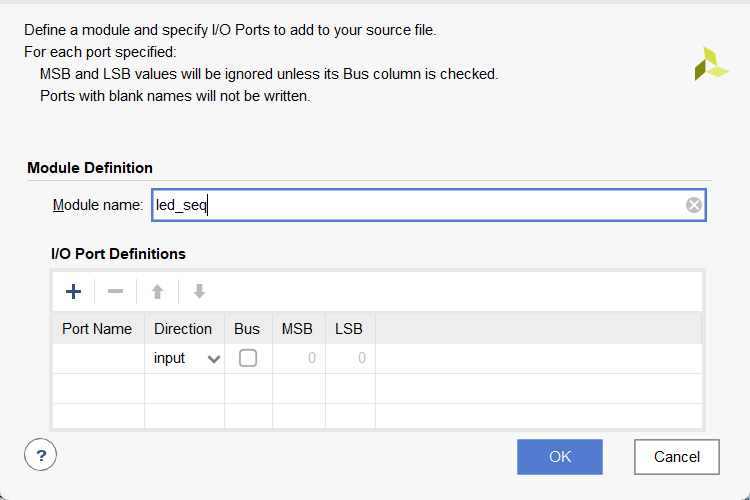 Define a module and specify I/O Ports to add to your source file.
For each port specified:
MSB and LSB values will be ignored unless its Bus column is checked.
Ports with blank names will not be written.
Module Definition
Module name: led_seq
I/O Port Definitions
Port Name Direction Bus MSB LSB
input 0 0
? OK Cancel